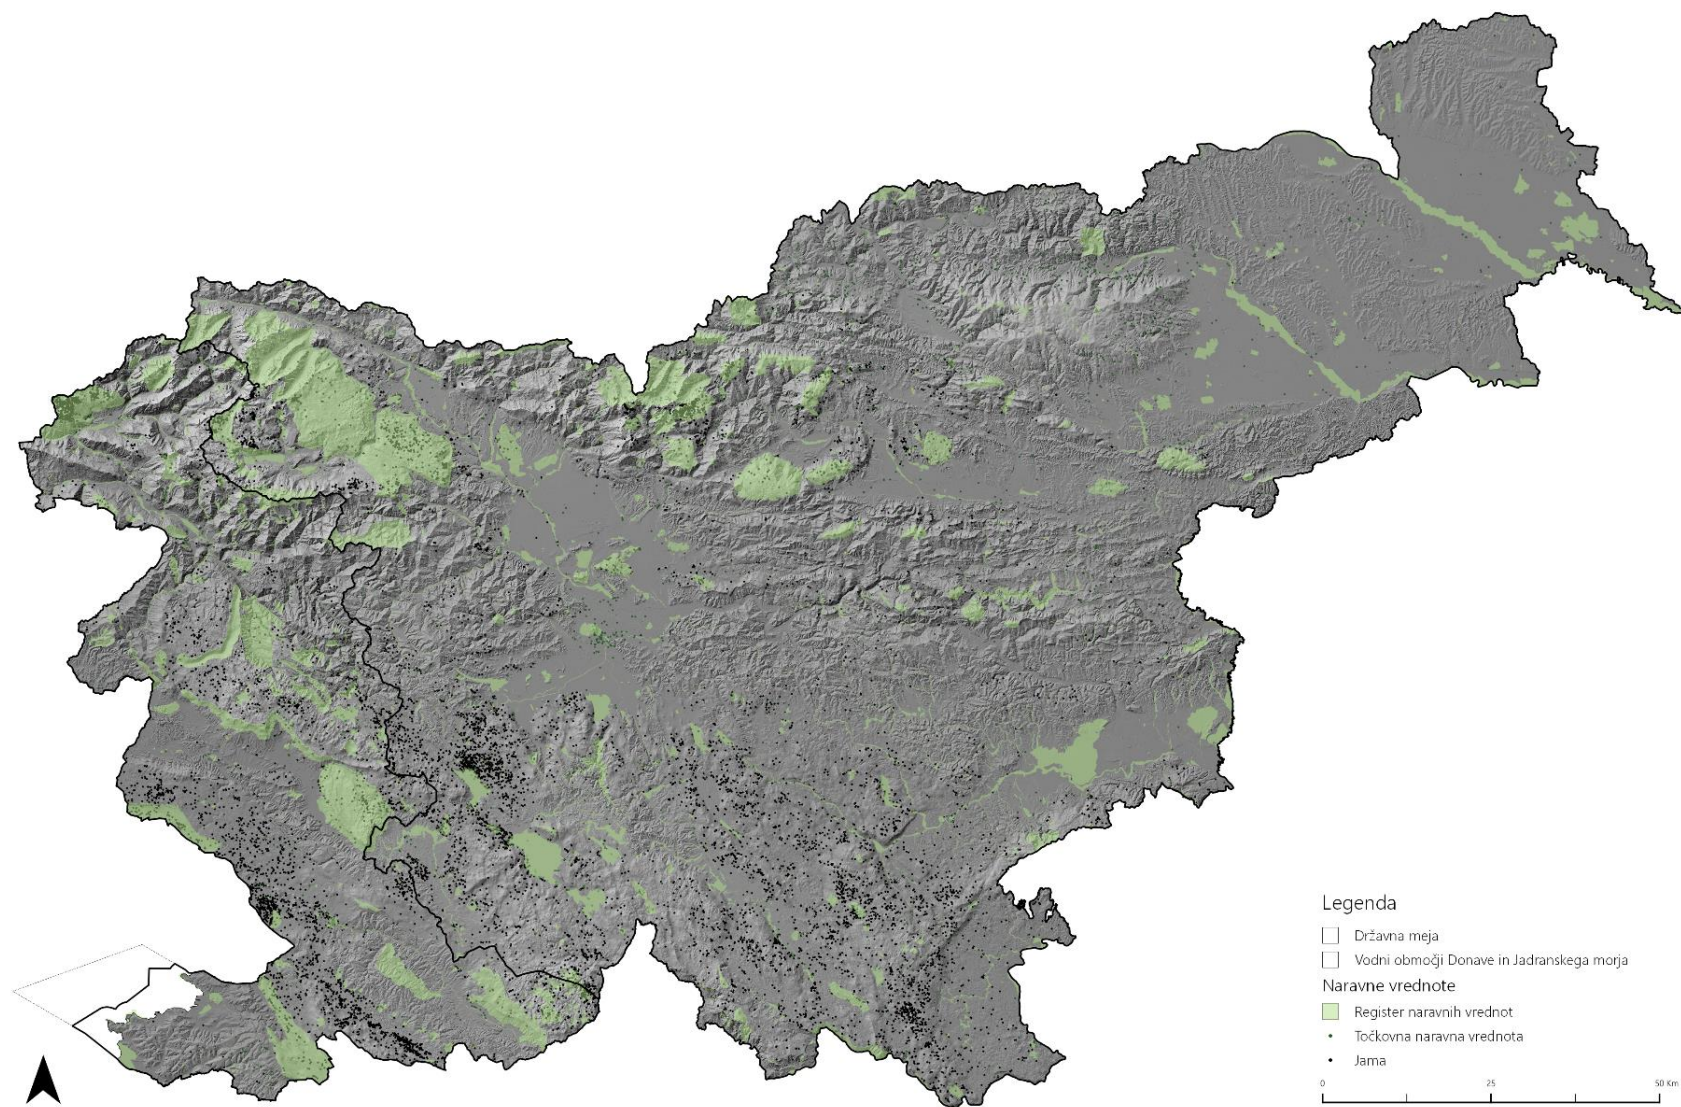 Legenda
Državna meja
Vodni območji Donave in Jadranskega morja
Naravne vrednote
Register naravnih vrednot
Točkovna naravna vrednota
Jama
0 25 50 Km